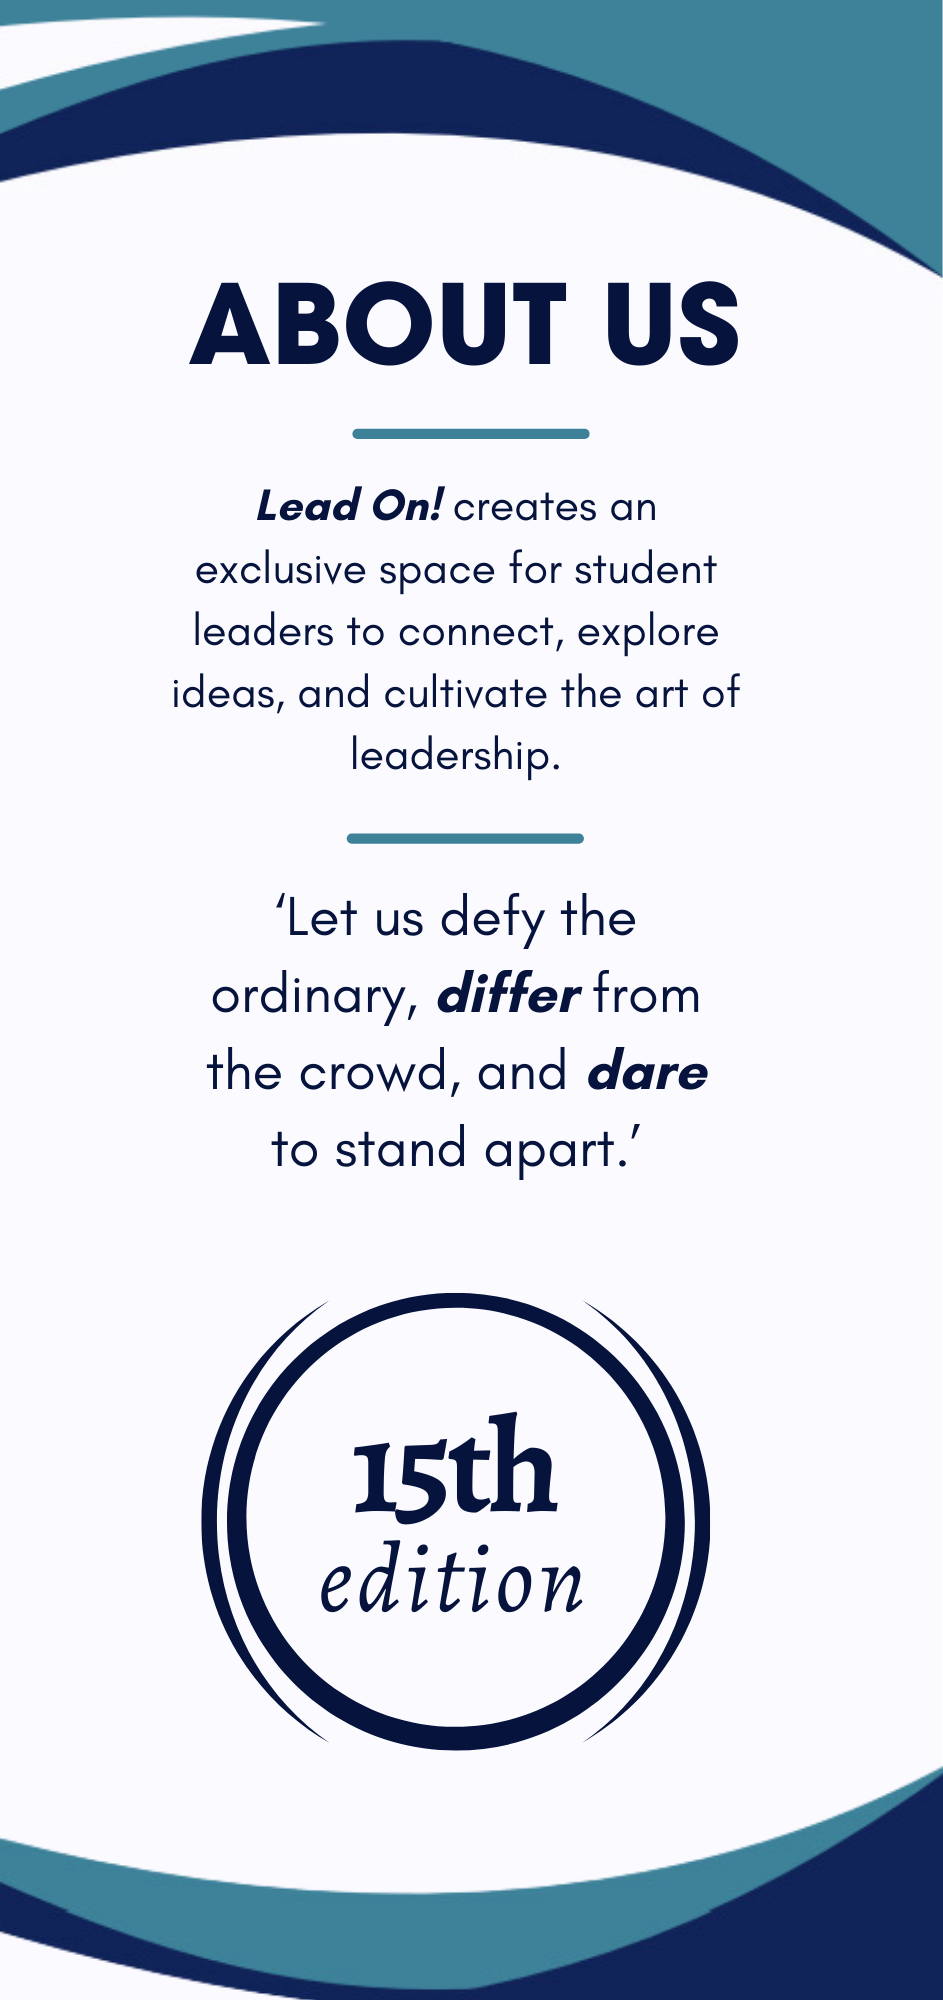 ABOUT US
Lead On! creates an
exclusive space for student
leaders to connect, explore
ideas, and cultivate the art of
leadership.
‘Let us defy the
ordinary, differ from
the crowd, and dare
to stand apart.’
15th
edition